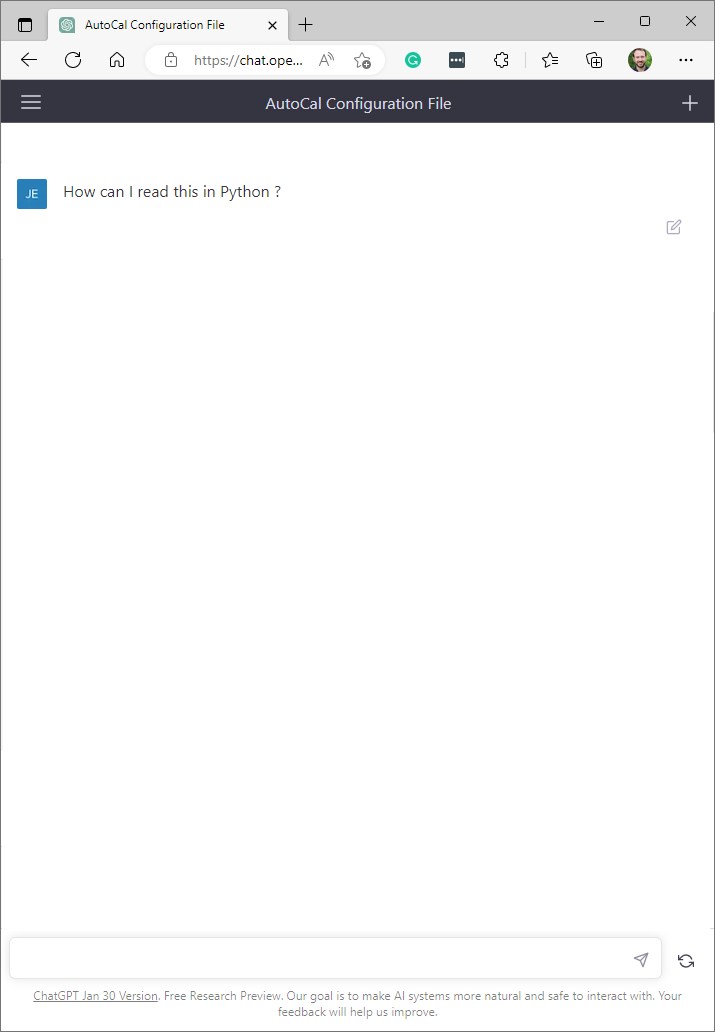 AutoCal Configuration File
https://chat.ope...
AutoCal Configuration File
JE
How can I read this in Python ?
ChatGPT Jan 30 Version. Free Research Preview. Our goal is to make AI systems more natural and safe to interact with. Your
feedback will help us improve.